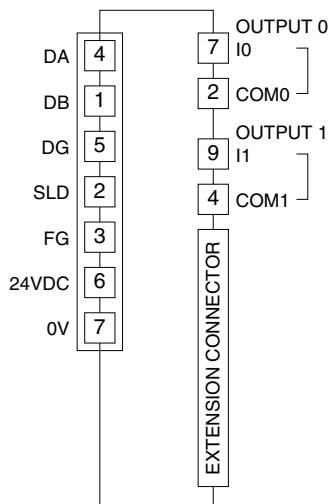 DA 4
DB 1
DG 5
SLD 2
FG 3
24VDC 6
0V 7
OUTPUT 0
7 I0
2 COM0
OUTPUT 1
9 I1
4 COM1
EXTENSION CONNECTOR